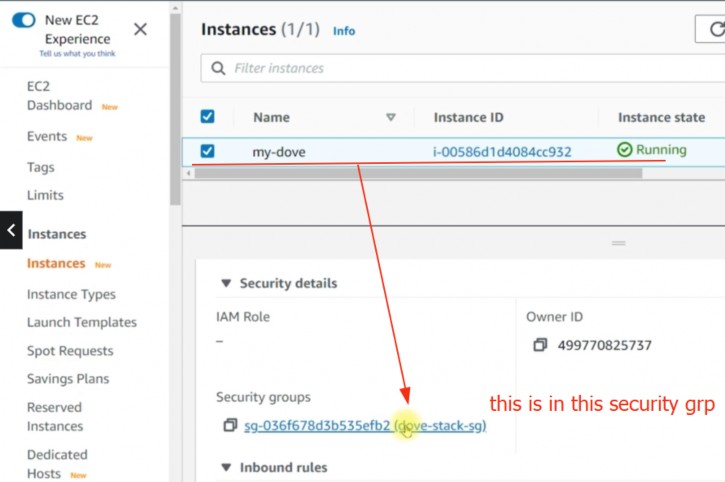 New EC2
Experience
Tell us what you think
EC2
Dashboard New
Events New
Tags
Limits
Instances
Instances New
Instance Types
Launch Templates
Spot Requests
Savings Plans
Reserved
Instances
Dedicated
Hosts New
Instances (1/1) Info
Filter instances
Name Instance ID Instance state
my-dove i-00586d1d4084cc932 Running
Security details
IAM Role
–
Owner ID
499770825737
Security groups
sg-036f678d3b535efb2 (dove-stack-sg)
this is in this security grp
Inbound rules